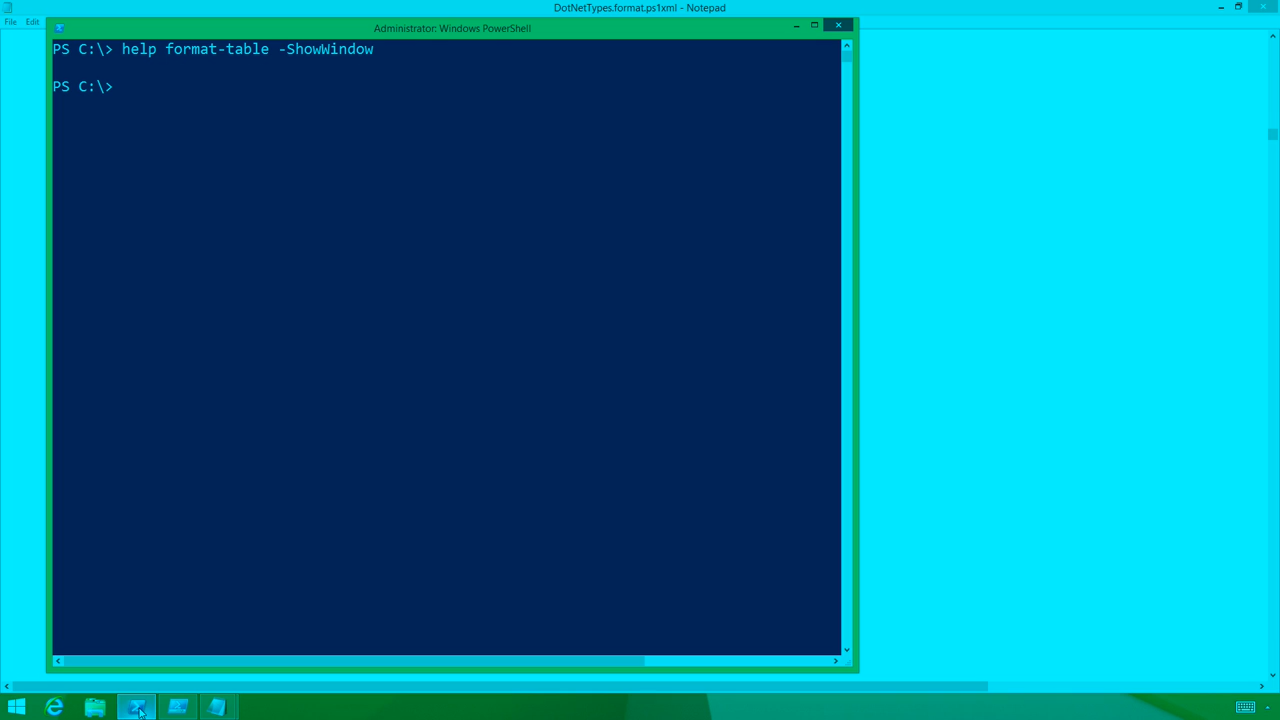 DotNetTypes.format.ps1xml - Notepad
File Edit
Administrator: Windows PowerShell
PS C:\> help format-table -ShowWindow
PS C:\>